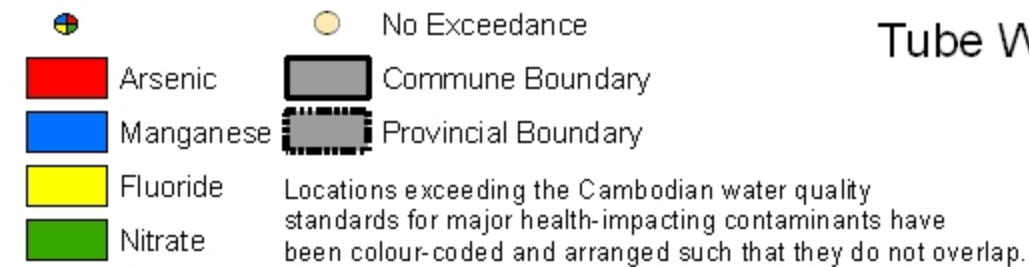 No Exceedance
Tube
Arsenic
Commune Boundary
Manganese
Provincial Boundary
Fluoride
Nitrate
Locations exceeding the Cambodian water quality
standards for major health-impacting contaminants have
been colour-coded and arranged such that they do not overlap.